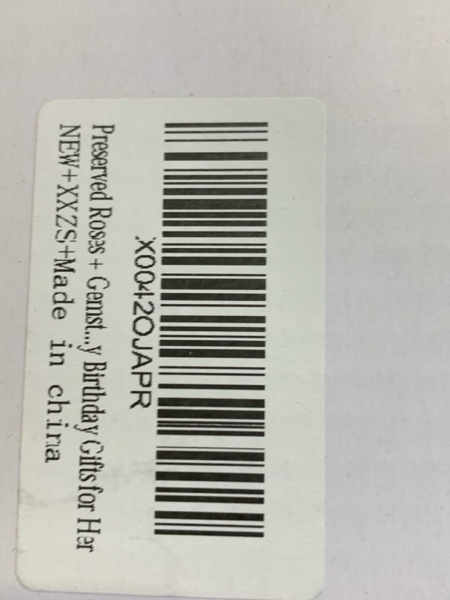 X0042OJAPR
Preserved Roses + Gemst...y Birthday Gifts for Her
NEW+XXZS+Made in china